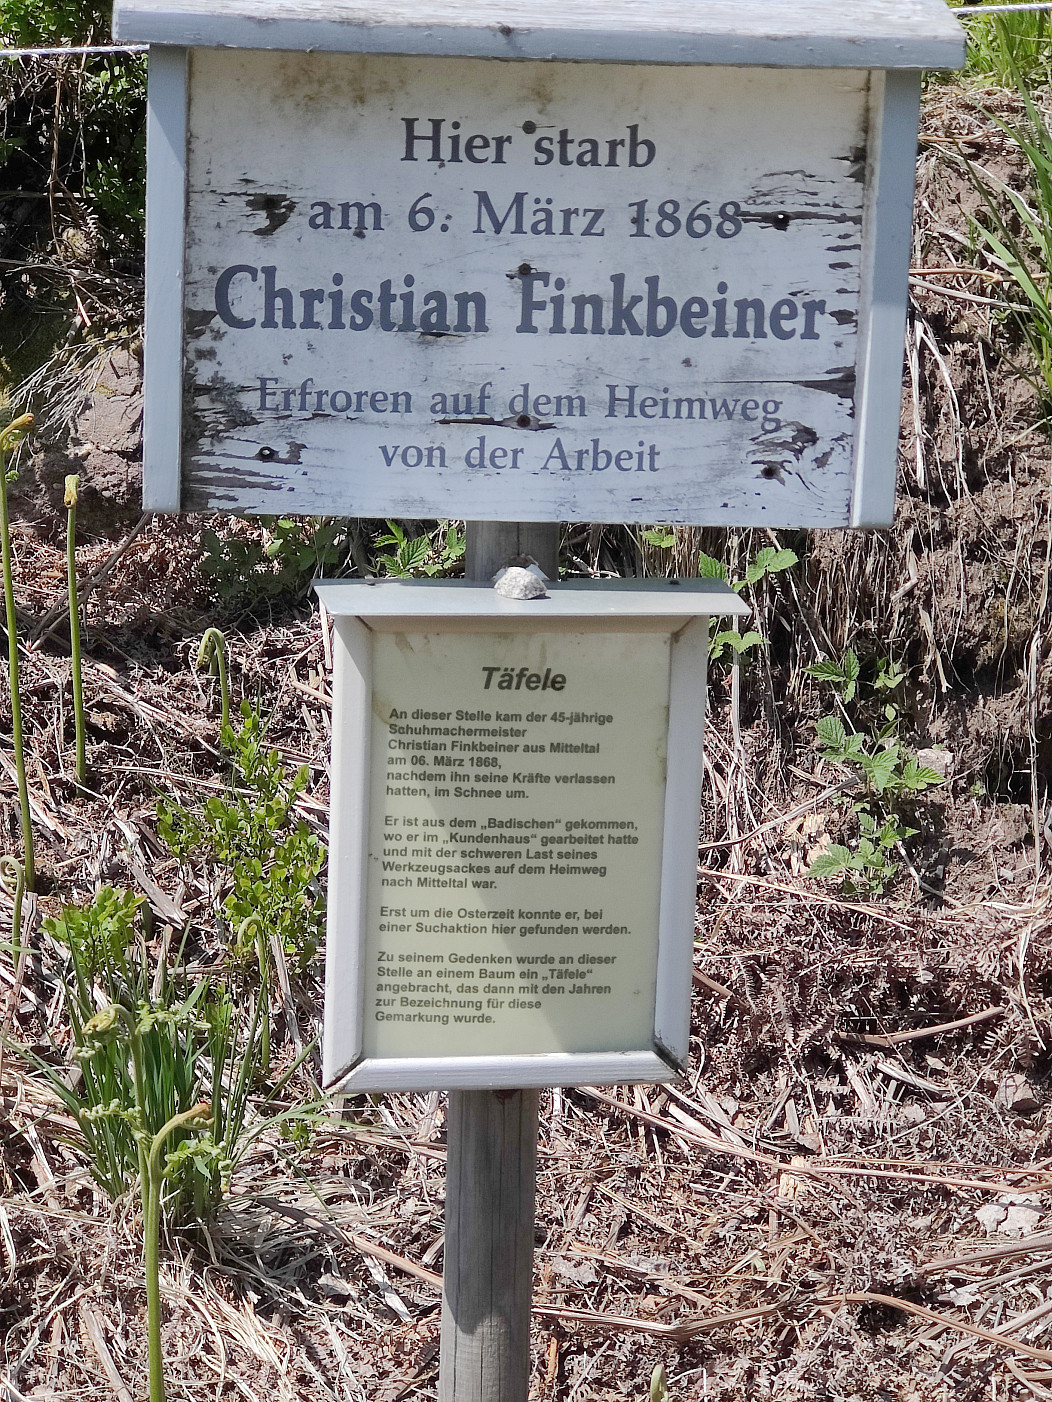 Hier starb
am 6. März 1868
Christian Finkbeiner
Erfroren auf dem Heimweg
von der Arbeit
Täfele
An dieser Stelle kam der 45-jährige
Schuhmachermeister
Christian Finkbeiner aus Mitteltal
am 06. März 1868,
nachdem ihn seine Kräfte verlassen
hatten, im Schnee um.
Er ist aus dem „Badischen“ gekommen,
wo er im „Kundenhaus“ gearbeitet hatte
und mit der schweren Last seines
Werkzeugsackes auf dem Heimweg
nach Mitteltal war.
Erst um die Osterzeit konnte er, bei
einer Suchaktion hier gefunden werden.
Zu seinem Gedenken wurde an dieser
Stelle an einem Baum ein „Täfele“
angebracht, das dann mit den Jahren
zur Bezeichnung für diese
Gemarkung wurde.